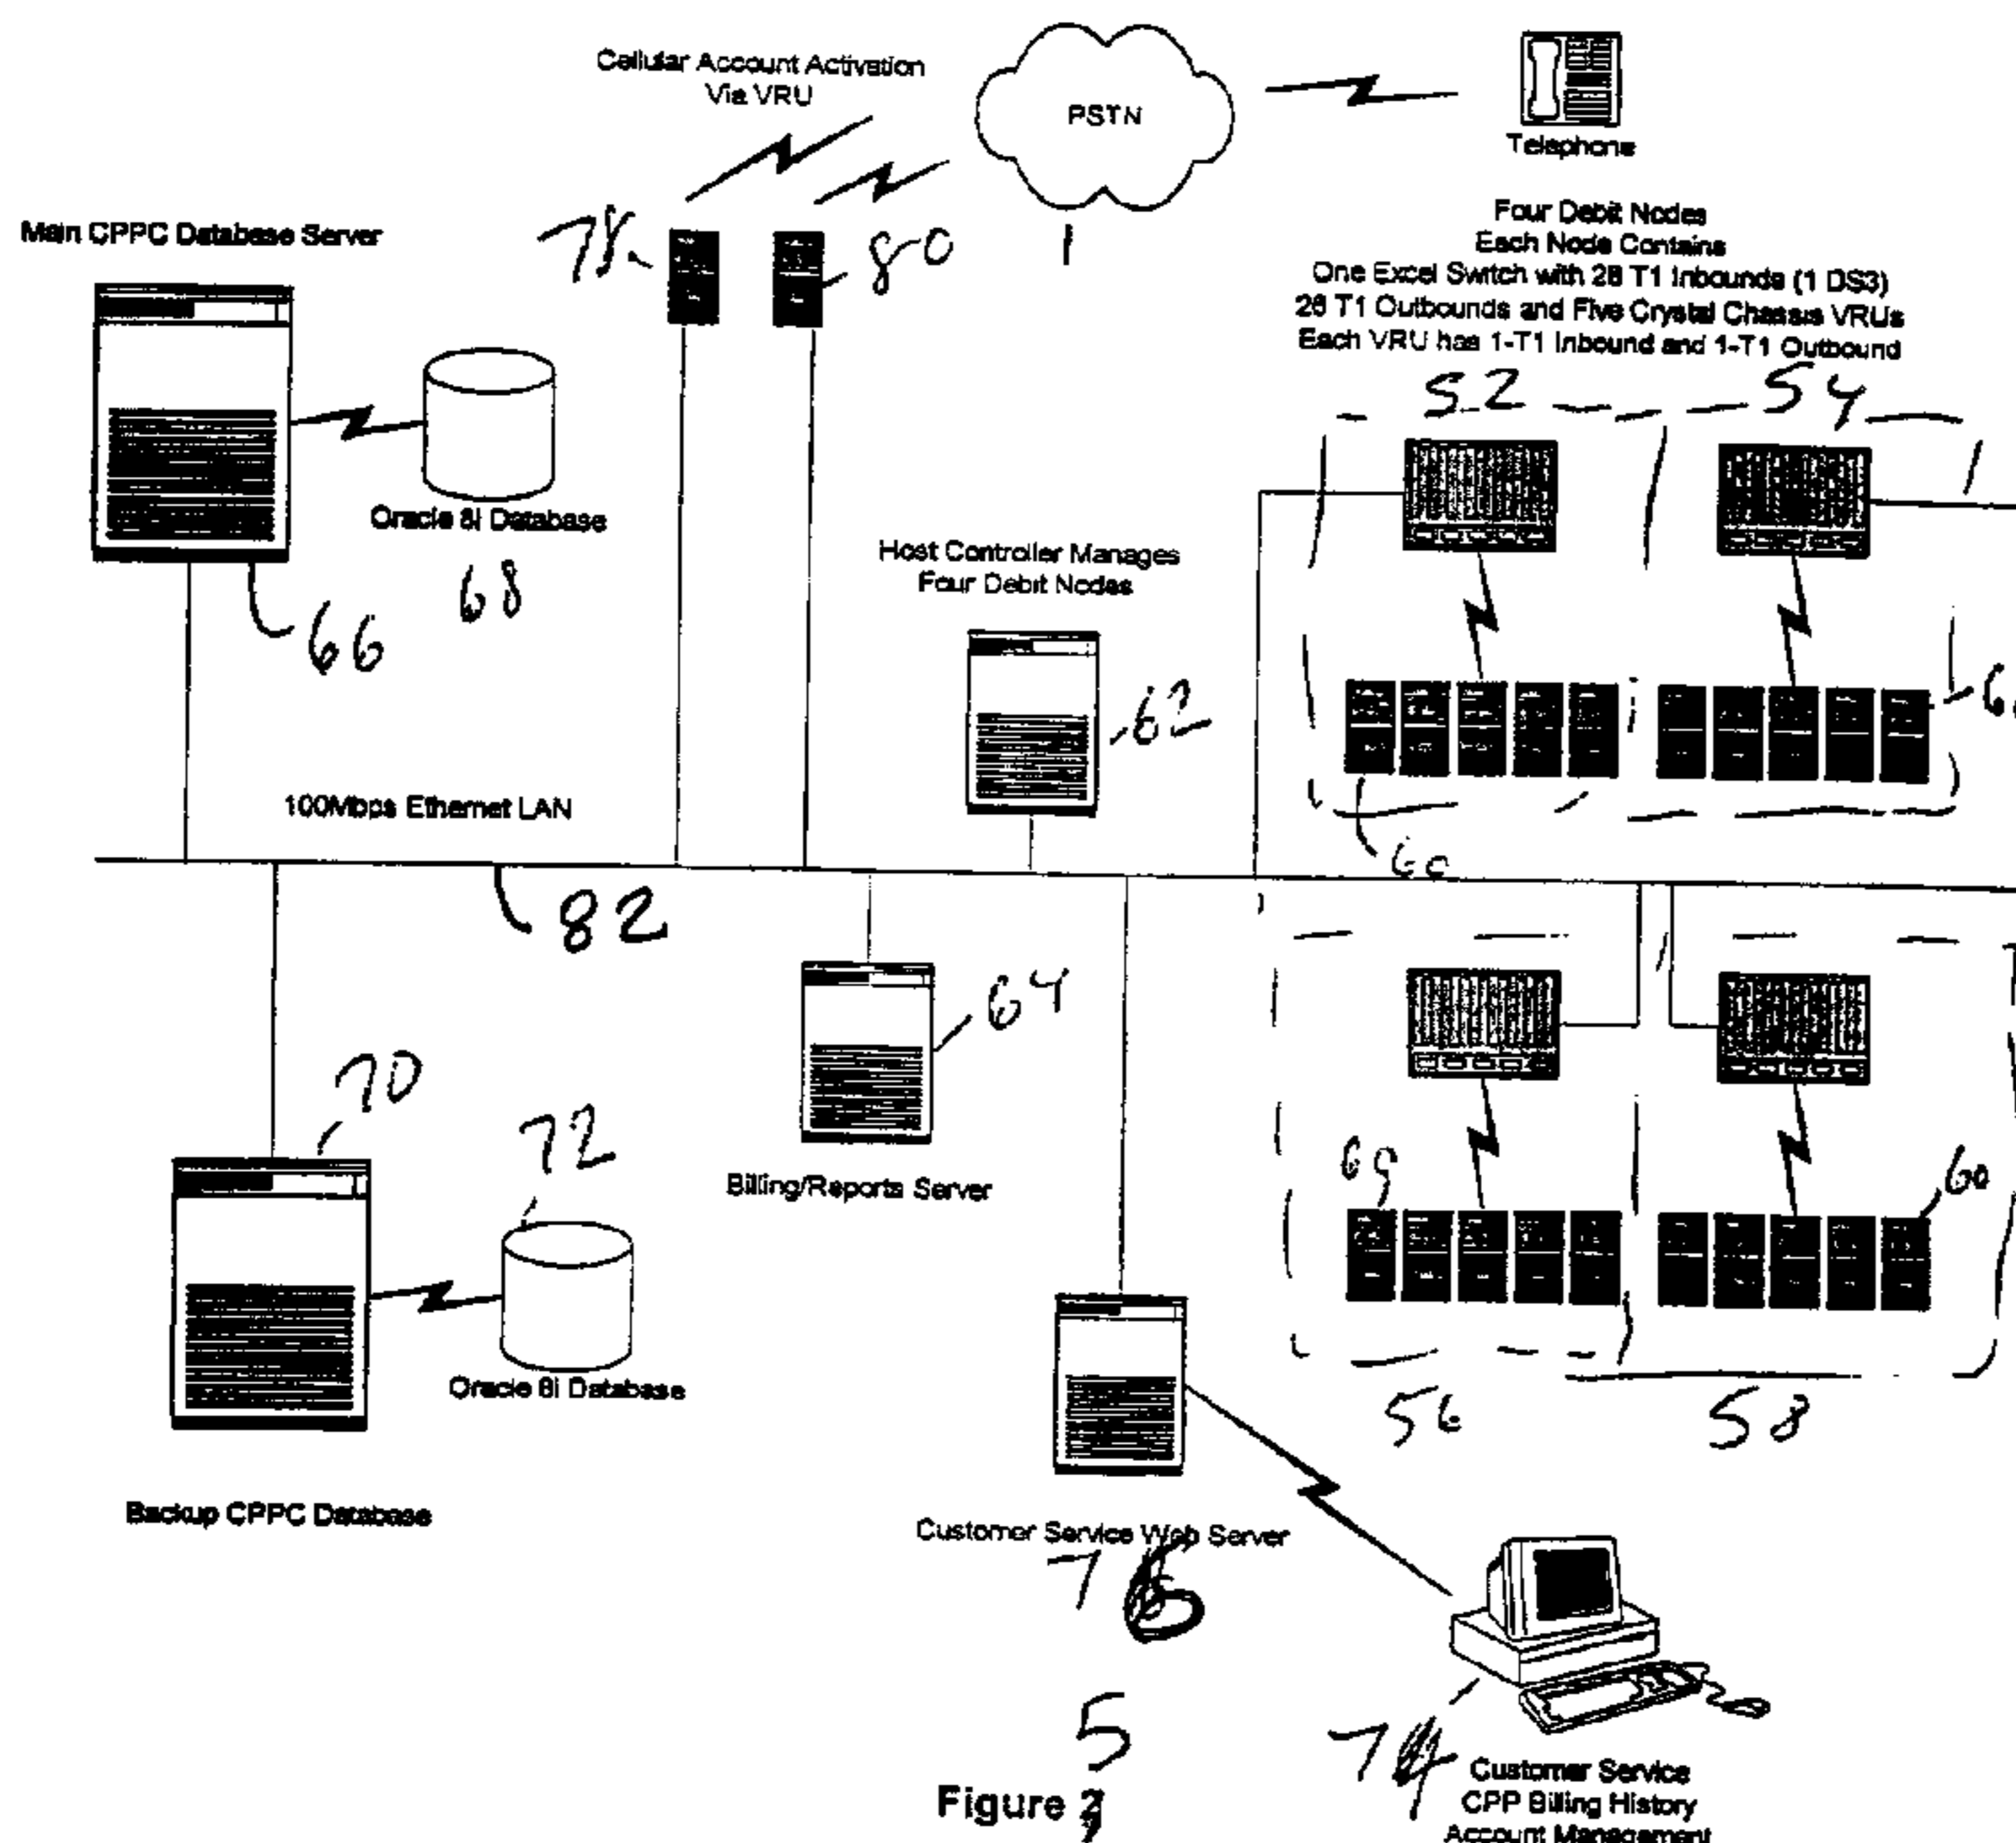 Cellular Account Activation
Via VRU
PSTN
1
Telephone
Main CPPC Database Server
78
80
Four Debit Nodes
Each Node Contains
One Excel Switch with 28 T1 Inbounds (1 DS3)
28 T1 Outbounds and Five Crystal Chassis VRUs
Each VRU has 1-T1 Inbound and 1-T1 Outbound
52
54
Oracle 8i Database
68
66
Host Controller Manages
Four Debit Nodes
62
60
100Mbps Ethernet LAN
82
64
Billing/Reports Server
70
72
Oracle 8i Database
Backup CPPC Database
60
56
58
Customer Service Web Server
76
74
Customer Service
CPP Billing History
Account Management
5
Figure